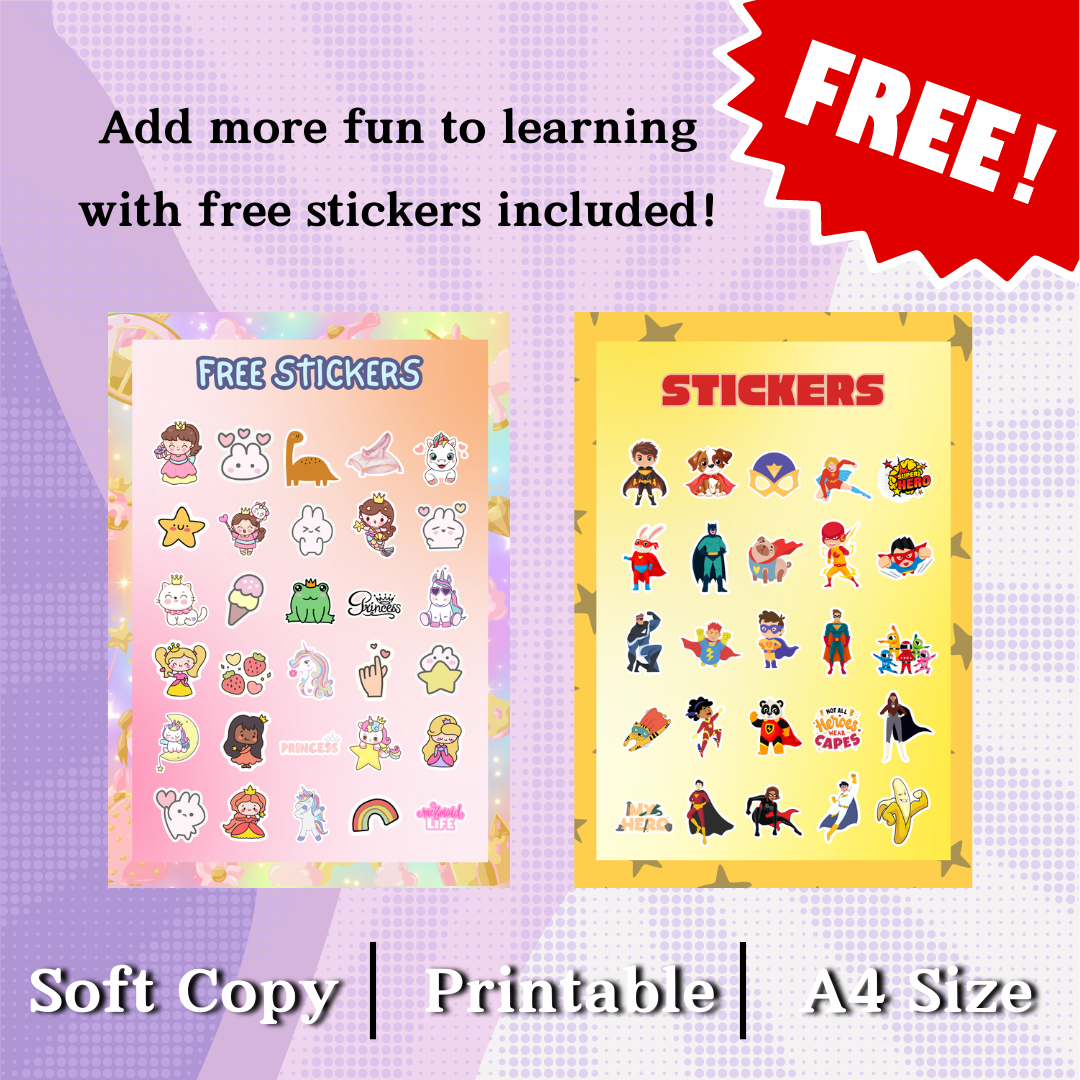 FREE!
Add more fun to learning
with free stickers included!
FREE STICKERS
Princess
PRINCESS
mermaid
LIFE
STICKERS
SUPER
HERO
NOT ALL
Heroes
WEAR
CAPES
MY
HERO
Soft Copy | Printable | A4 Size